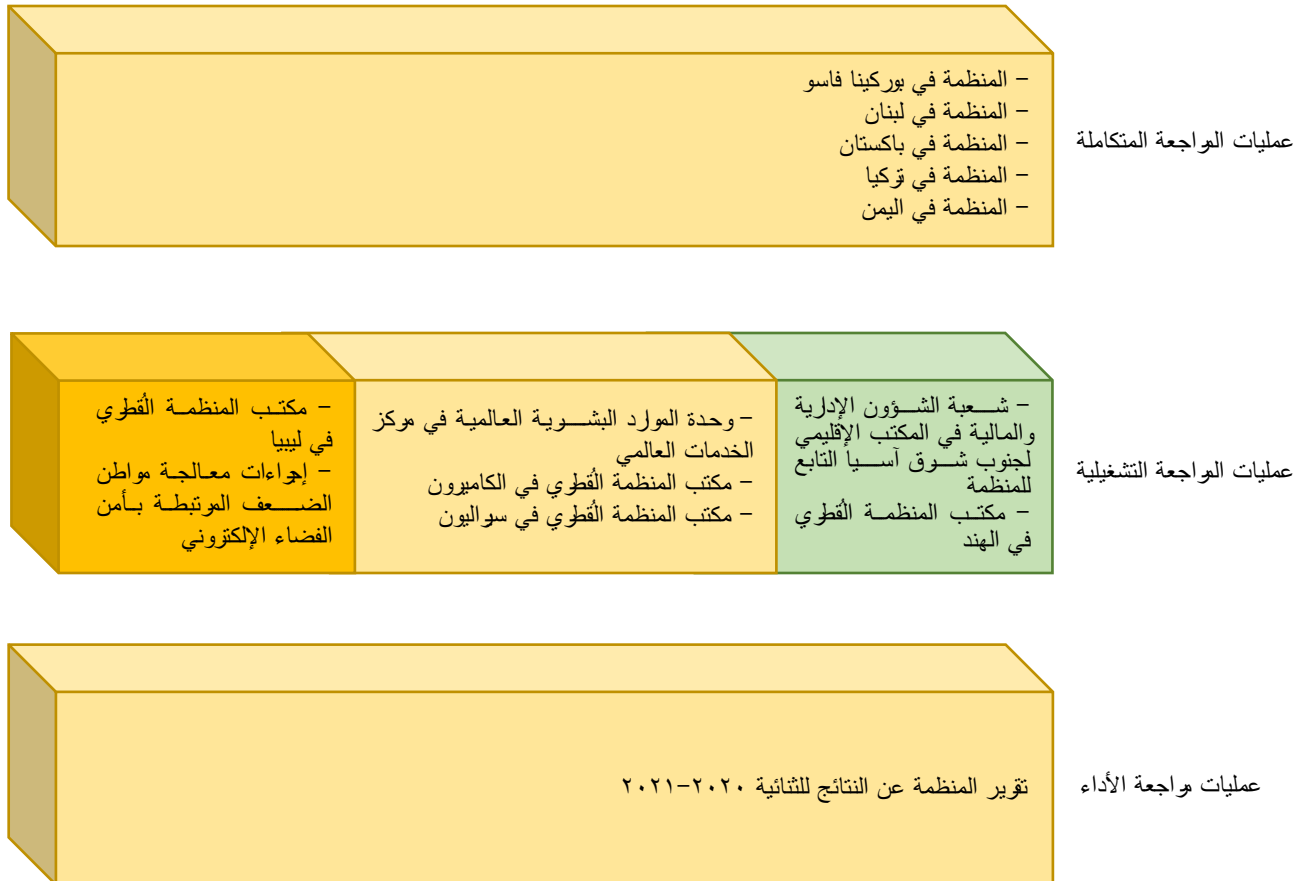 – المنظمة في بوركينا فاسو
– المنظمة في لبنان
– المنظمة في باكستان
– المنظمة في تركيا
– المنظمة في اليمن
عمليات المراجعة المتكاملة
عمليات المراجعة التشغيلية
– شعبة الشؤون الإدارية
والمالية في المكتب الإقليمي
لجنوب شرق آسيا التابع
للمنظمة
– مكتب المنظمة القُطري
في الهند
– وحدة الموارد البشرية العالمية في مركز
الخدمات العالمي
– مكتب المنظمة القُطري في الكاميرون
– مكتب المنظمة القُطري في سيراليون
– مكتب المنظمة القُطري
في ليبيا
– إجراءات معالجة مواطن
الضعف المرتبطة بأمن
الفضاء الإلكتروني
عمليات مراجعة الأداء
تقرير المنظمة عن النتائج للثنائية ٢٠٢٠-٢٠٢١